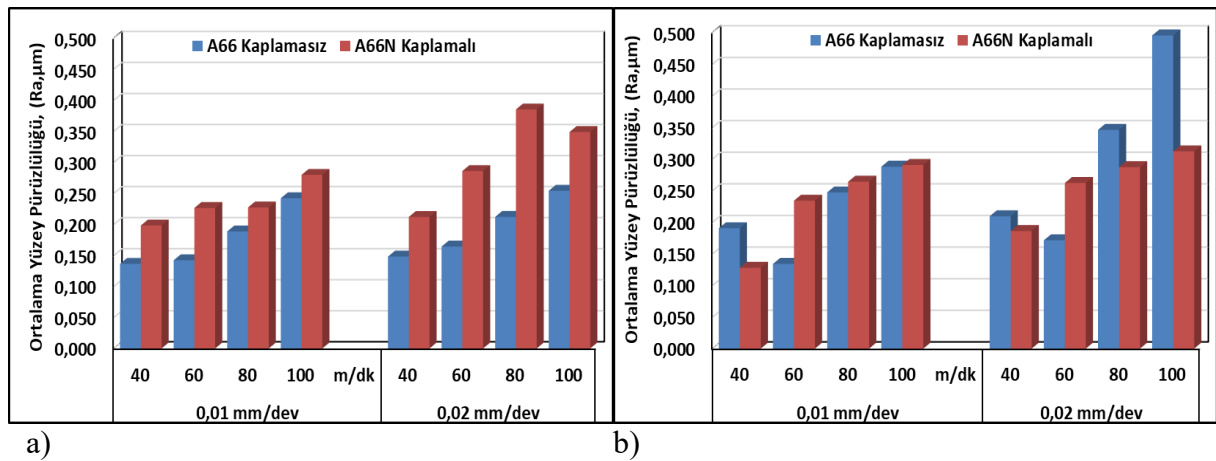 Ortalama Yüzey Pürüzlülüğü, (Ra,µm)
A66 Kaplamasız A66N Kaplamalı
0,500
0,450
0,400
0,350
0,300
0,250
0,200
0,150
0,100
0,050
0,000
40 60 80 100 m/dk 40 60 80 100
0,01 mm/dev 0,02 mm/dev
a)
Ortalama Yüzey Pürüzlülüğü, (Ra,µm)
A66 Kaplamasız A66N Kaplamalı
0,500
0,450
0,400
0,350
0,300
0,250
0,200
0,150
0,100
0,050
0,000
40 60 80 100 m/dk 40 60 80 100
0,01 mm/dev 0,02 mm/dev
b)